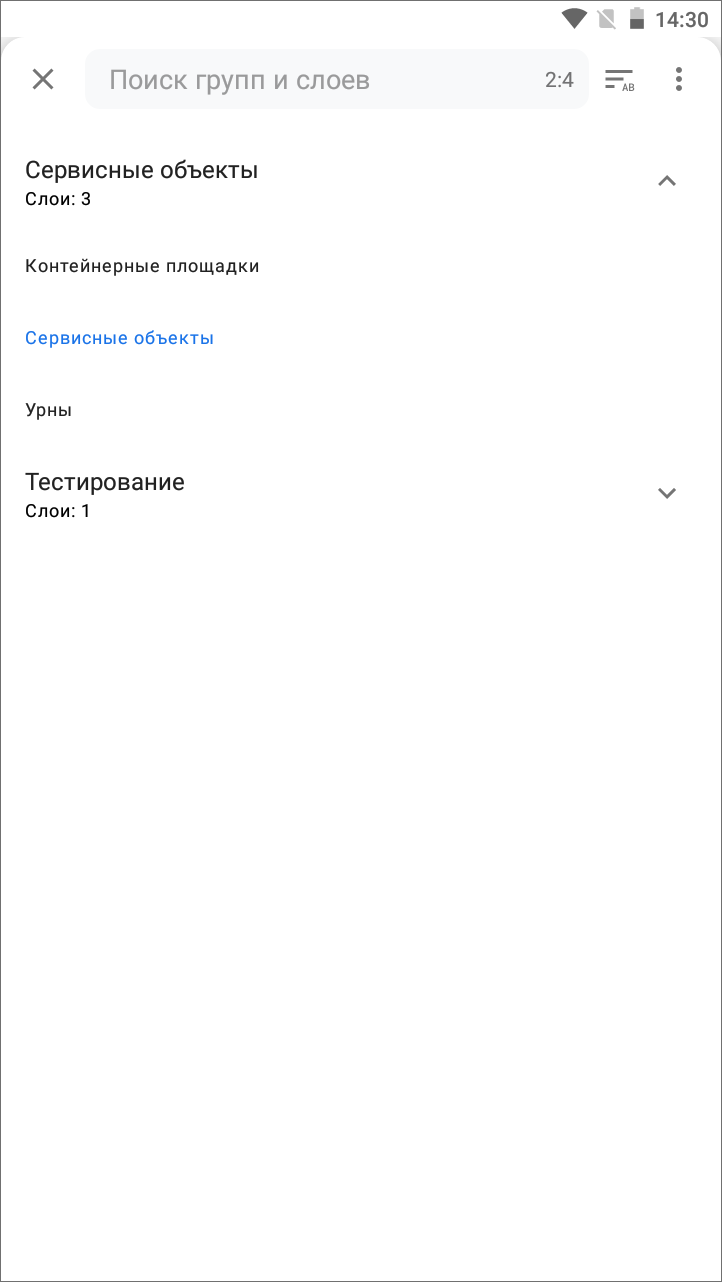 14:30
Поиск групп и слоев 2:4
AB
Сервисные объекты
Слои: 3
Контейнерные площадки
Сервисные объекты
Урны
Тестирование
Слои: 1